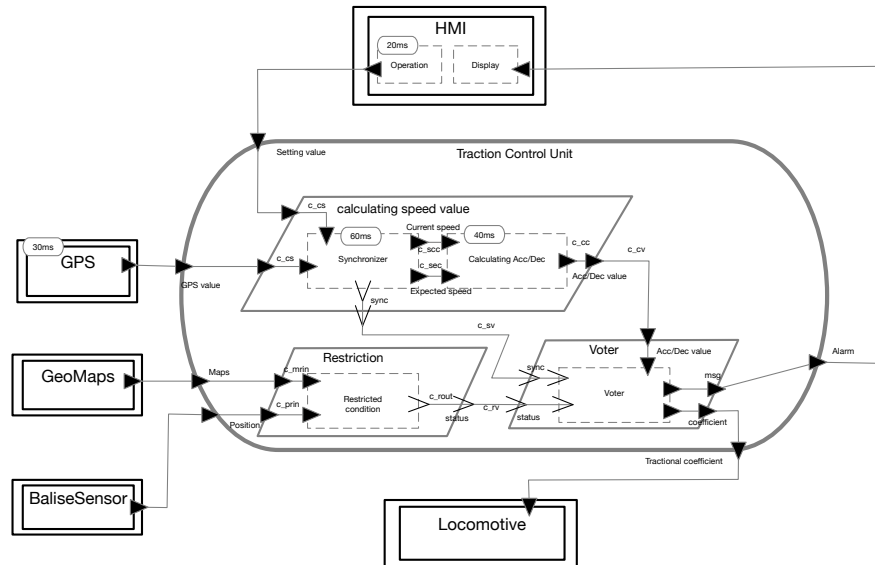 HMI
20ms
Operation
Display
Setting value
Traction Control Unit
c_cs
calculating speed value
Current speed
60ms
40ms
c_cc
c_cv
30ms
GPS
c_cs
Synchronizer
c_scc
Calculating Acc/Dec
c_sec
GPS value
Expected speed
Acc/Dec value
sync
c_sv
Restriction
Voter
Acc/Dec value
Alarm
GeoMaps
Maps
c_mrin
sync
msg
Restricted
condition
c_rout
Voter
c_prin
Position
status
c_rv
status
coefficient
Tractional coefficient
BaliseSensor
Locomotive